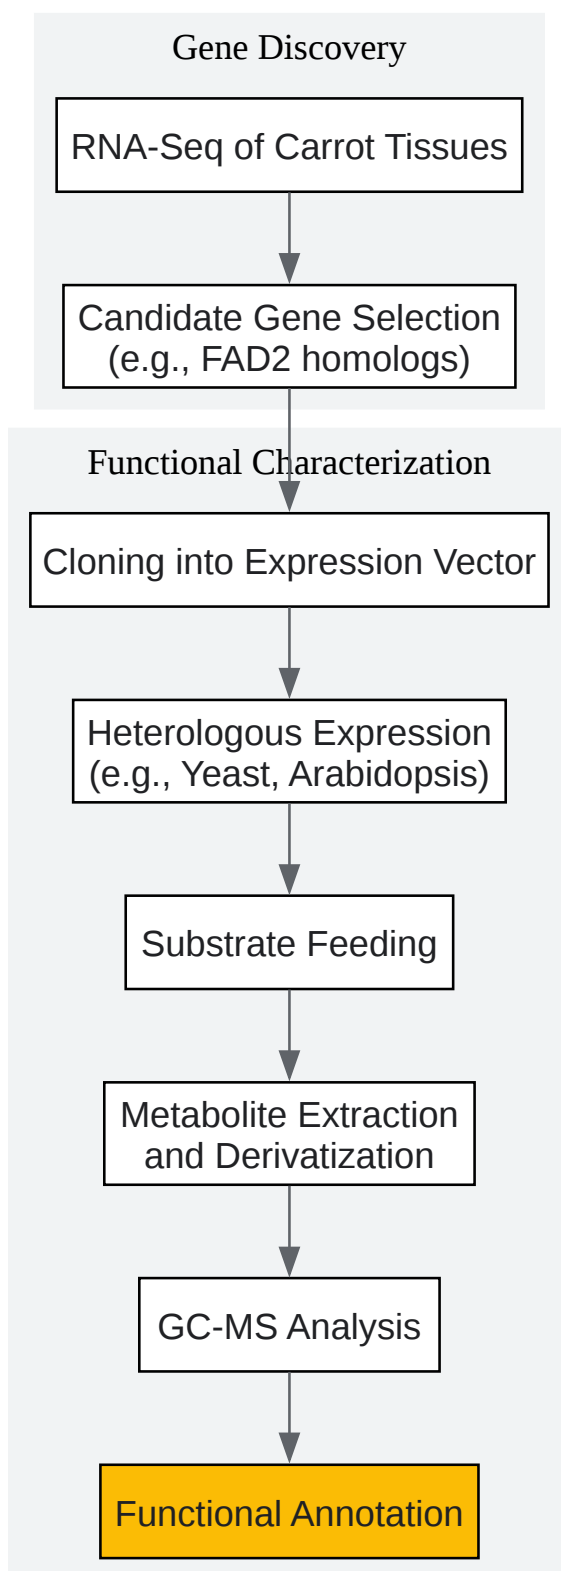 Gene Discovery
RNA-Seq of Carrot Tissues
Candidate Gene Selection
(e.g., FAD2 homologs)
Functional Characterization
Cloning into Expression Vector
Heterologous Expression
(e.g., Yeast, Arabidopsis)
Substrate Feeding
Metabolite Extraction
and Derivatization
GC-MS Analysis
Functional Annotation